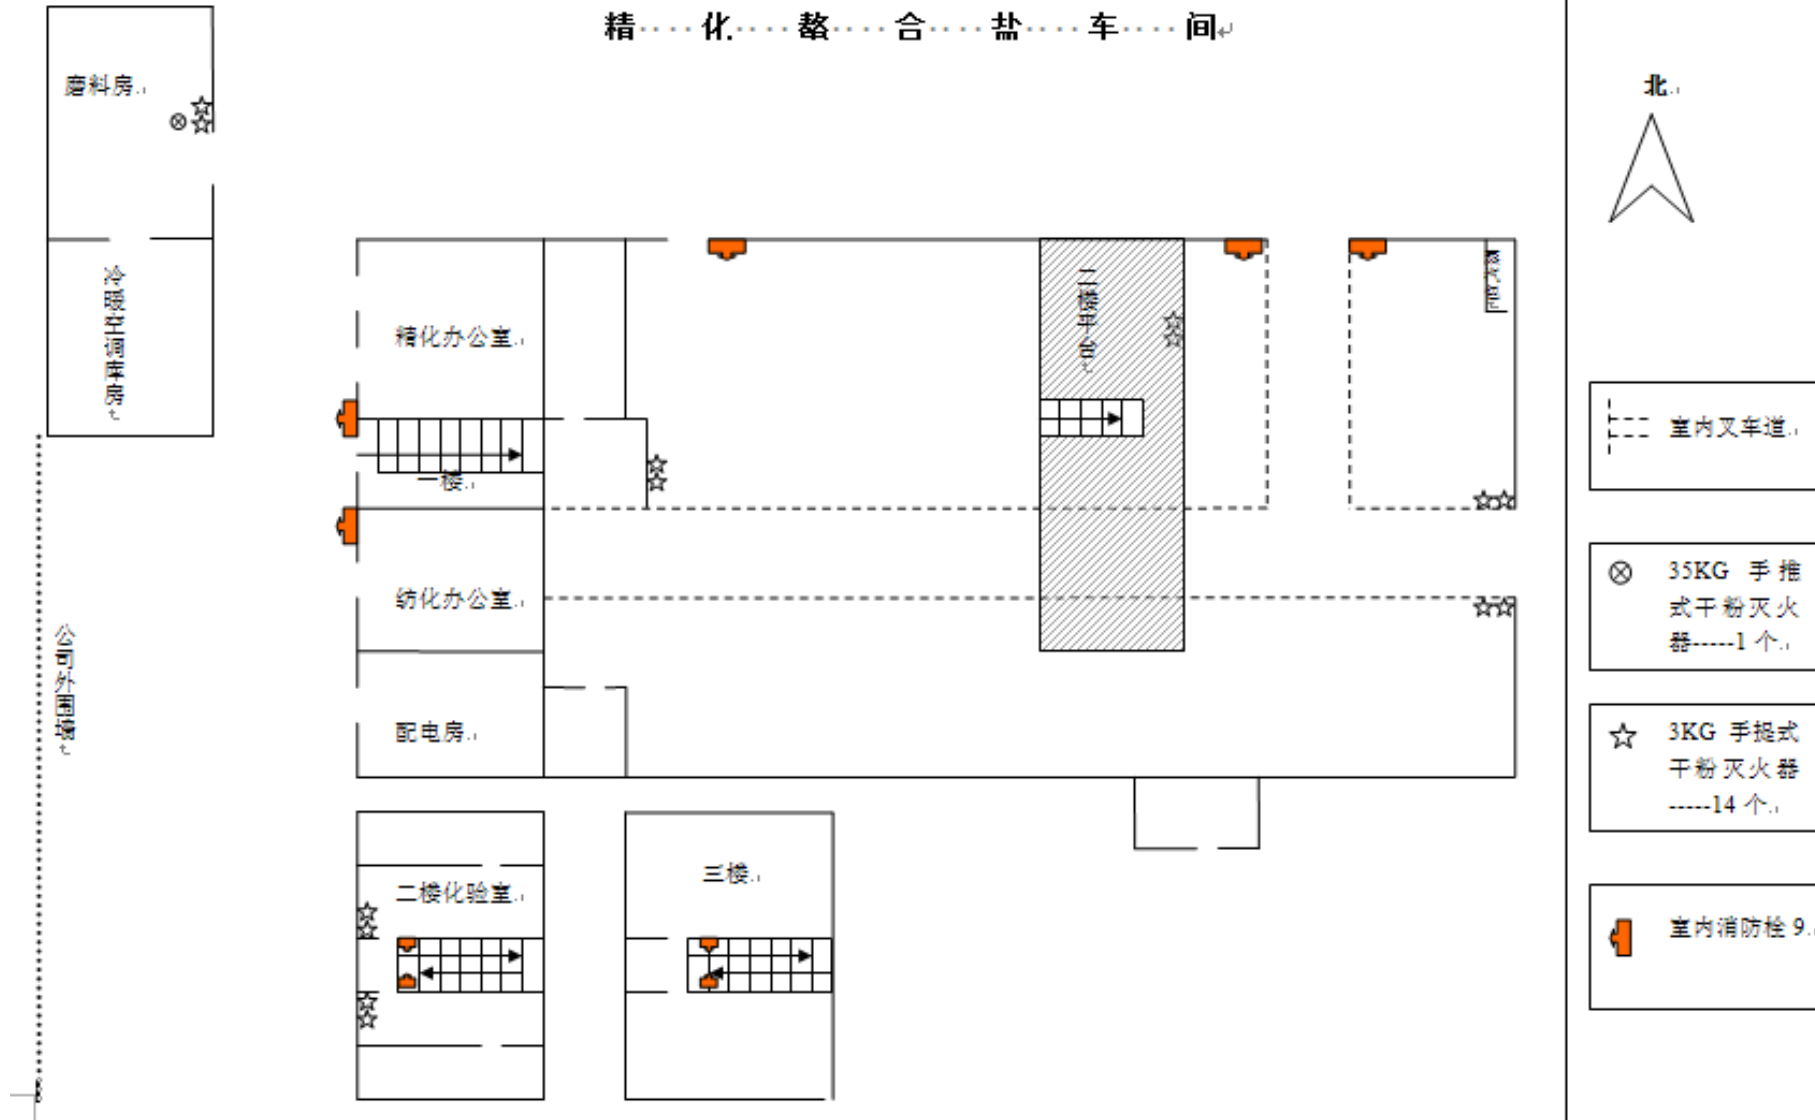 精 化 螯 合 盐 车 间
磨料房
冷暖空调库房
公司外围墙
精化办公室
一楼
纺化办公室
配电房
二楼化验室
三楼
北
室内叉车道
35KG 手推
式干粉灭火
器-----1 个
3KG 手提式
干粉灭火器
-----14 个
室内消防栓 9